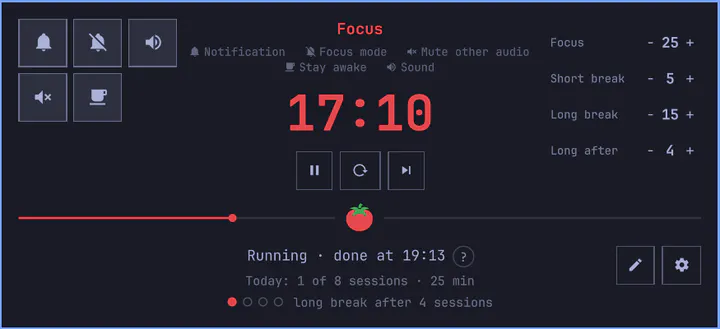 Focus
Notification Focus mode Mute other audio
Stay awake Sound
17:10
Focus - 25 +
Short break - 5 +
Long break - 15 +
Long after - 4 +
Running · done at 19:13 ?
Today: 1 of 8 sessions · 25 min
long break after 4 sessions